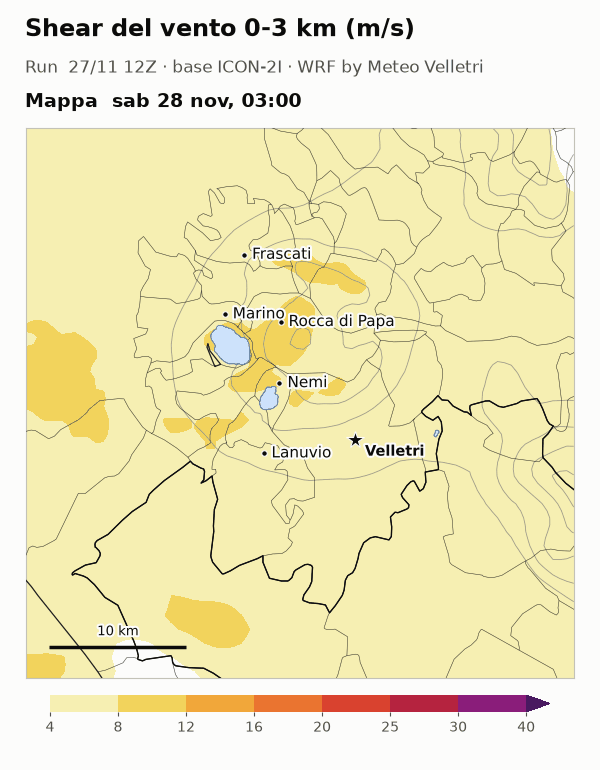 Shear del vento 0-3 km (m/s)
Run  27/11 12Z · base ICON-2I · WRF by Meteo Velletri
Mappa  sab 28 nov, 03:00
Frascati
Marino
Rocca di Papa
Nemi
Velletri
Lanuvio
10 km
4 8 12 16 20 25 30 40